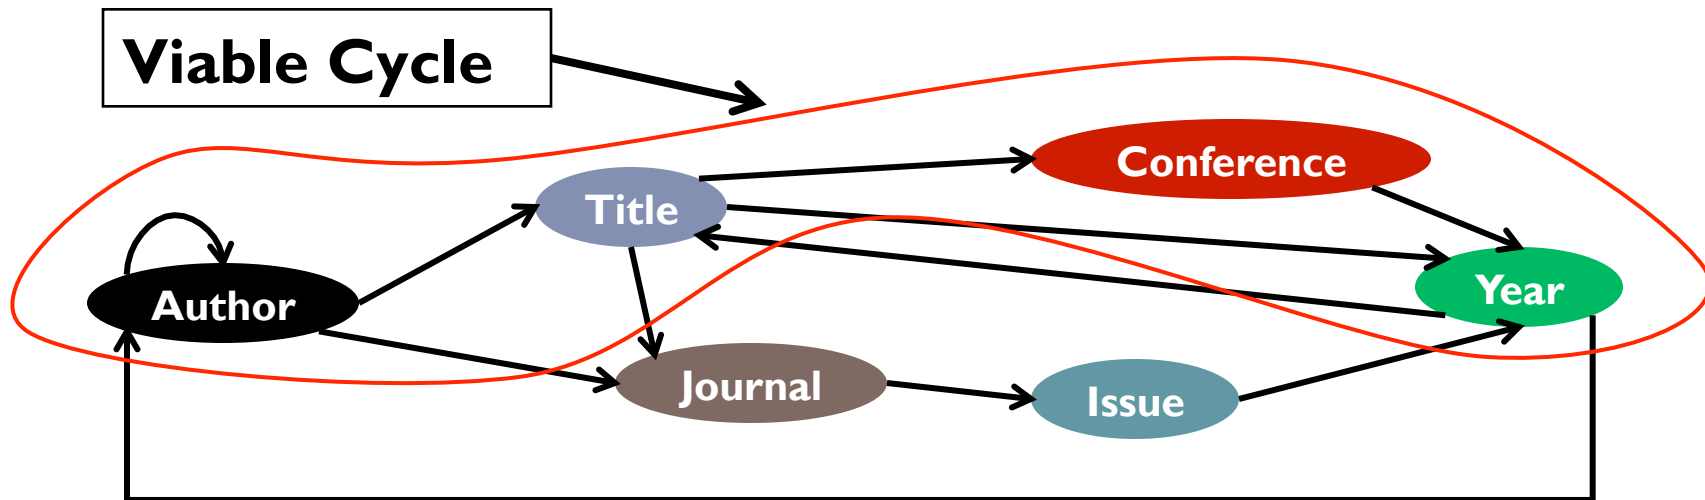 Viable Cycle
Conference
Title
Year
Author
Journal
Issue